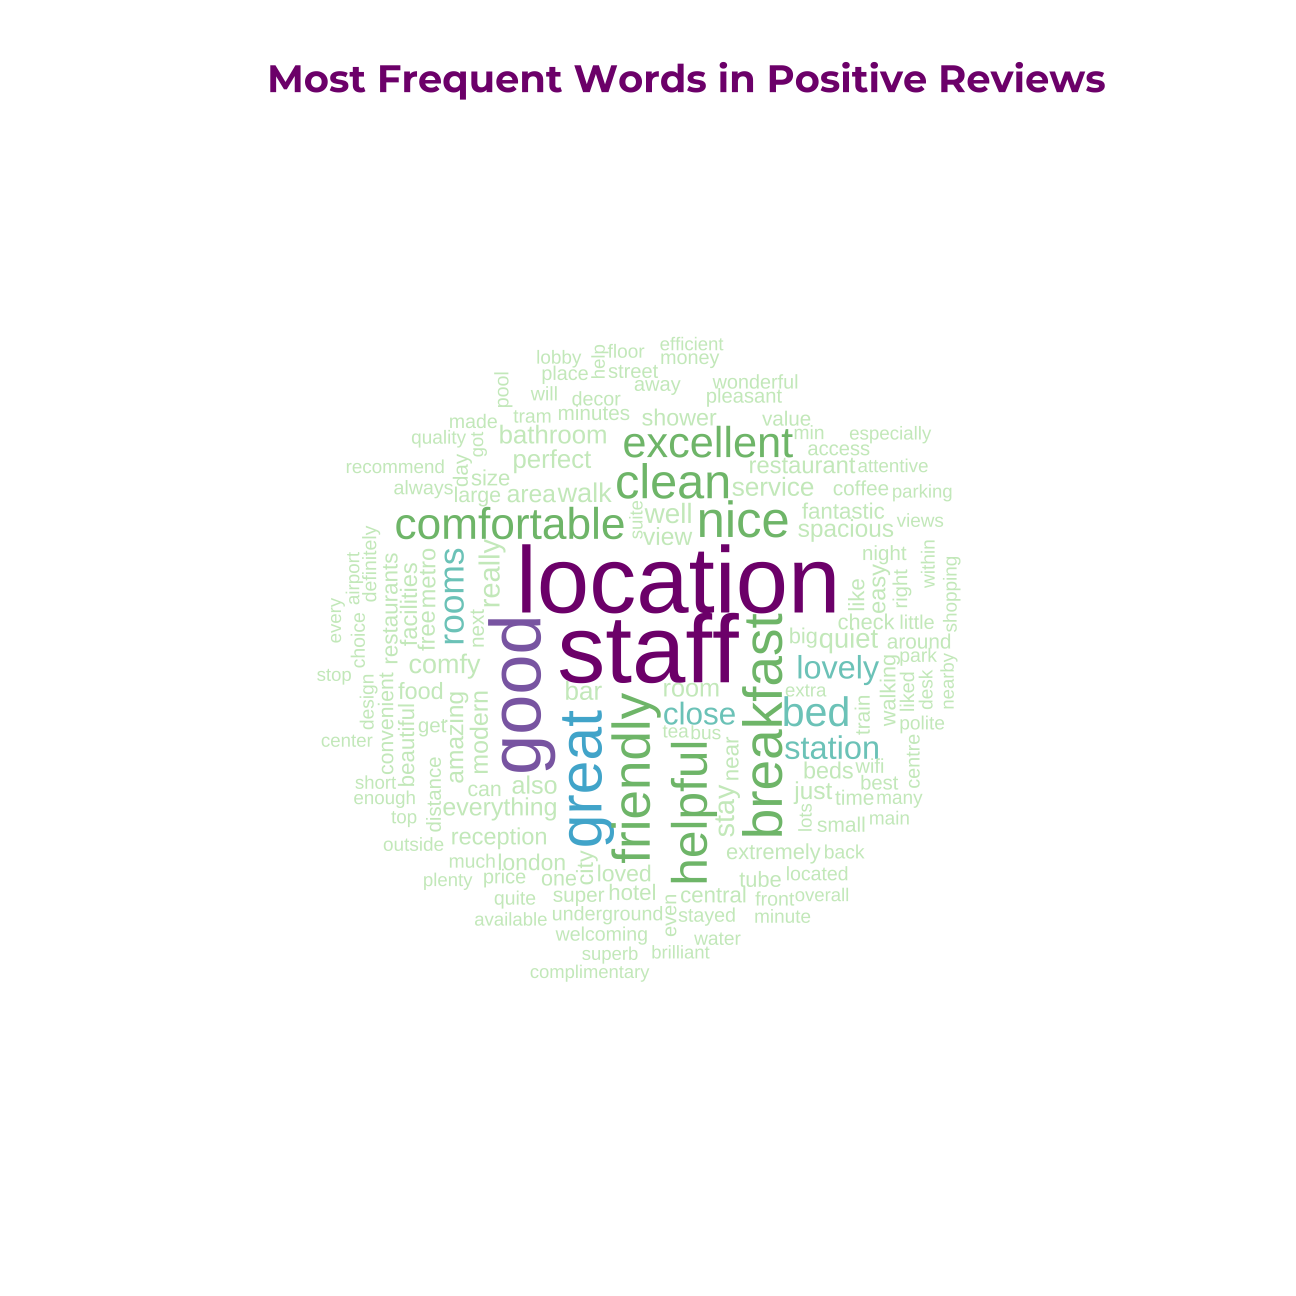 Most Frequent Words in Positive Reviews
efficient
floor
help
lobby
money
place
street
pool
away
wonderful
will
decor
pleasant
tram
minutes
shower
value
made
quality
got
bathroom
excellent
min
especially
access
recommend
day
size
perfect
clean
restaurant
attentive
always
large
area
walk
service
coffee
parking
comfortable
suite
well
nice
fantastic
spacious
views
view
airport
definitely
restaurants
facilities
metro
free
rooms
really
location
night
within
shopping
like
easy
right
every
choice
next
good
staff
breakfast
check
little
big
quiet
around
park
stop
comfy
lovely
walking
liked
desk
nearby
design
convenient
food
bar
room
extra
beautiful
get
amazing
modern
great
friendly
close
bed
train
polite
tea
bus
center
station
centre
short
enough
distance
can
also
helpful
near
beds
wifi
best
top
everything
stay
just
time
many
lots
small
main
outside
reception
much
london
city
loved
extremely
back
plenty
price
one
tube
located
quite
super
hotel
central
front
overall
available
underground
even
stayed
minute
welcoming
water
superb
brilliant
complimentary